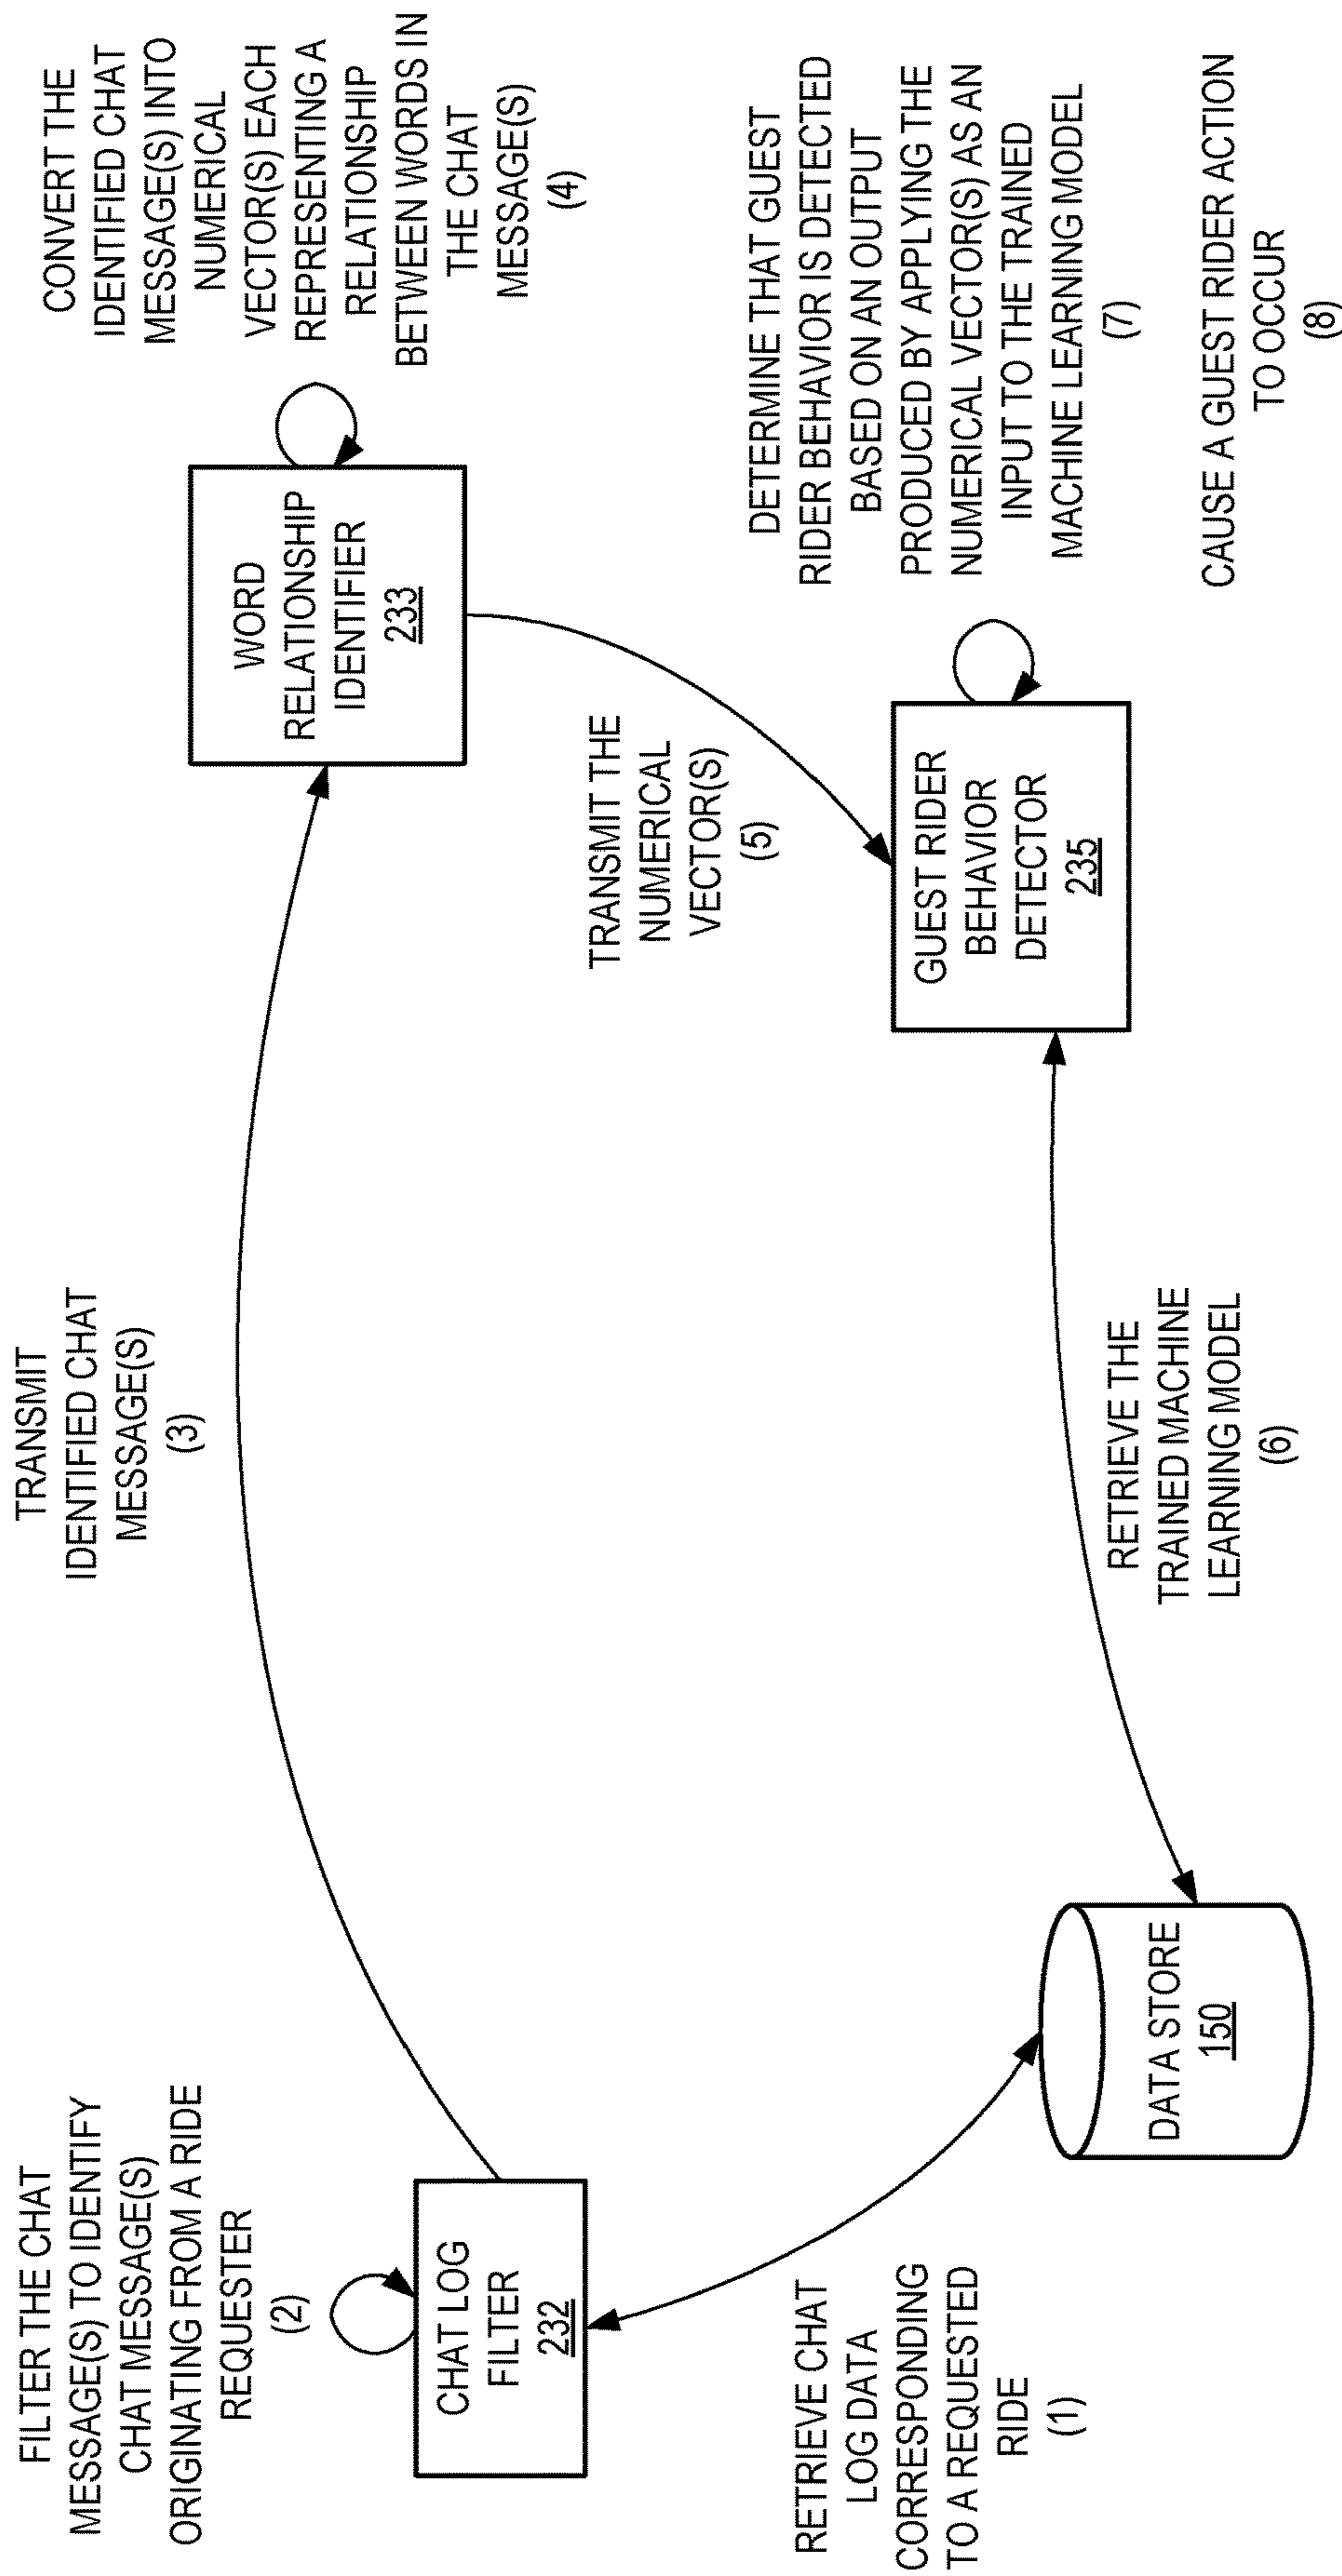 FILTER THE CHAT
MESSAGE(S) TO IDENTIFY
CHAT MESSAGE(S)
ORIGINATING FROM A RIDE
REQUESTER
(2)
CHAT LOG
FILTER
232
RETRIEVE CHAT
LOG DATA
CORRESPONDING
TO A REQUESTED
RIDE
(1)
DATA STORE
150
TRANSMIT
IDENTIFIED CHAT
MESSAGE(S)
(3)
RETRIEVE THE
TRAINED MACHINE
LEARNING MODEL
(6)
WORD
RELATIONSHIP
IDENTIFIER
233
CONVERT THE
IDENTIFIED CHAT
MESSAGE(S) INTO
NUMERICAL
VECTOR(S) EACH
REPRESENTING A
RELATIONSHIP
BETWEEN WORDS IN
THE CHAT
MESSAGE(S)
(4)
TRANSMIT THE
NUMERICAL
VECTOR(S)
(5)
GUEST RIDER
BEHAVIOR
DETECTOR
235
DETERMINE THAT GUEST
RIDER BEHAVIOR IS DETECTED
BASED ON AN OUTPUT
PRODUCED BY APPLYING THE
NUMERICAL VECTOR(S) AS AN
INPUT TO THE TRAINED
MACHINE LEARNING MODEL
(7)
CAUSE A GUEST RIDER ACTION
TO OCCUR
(8)